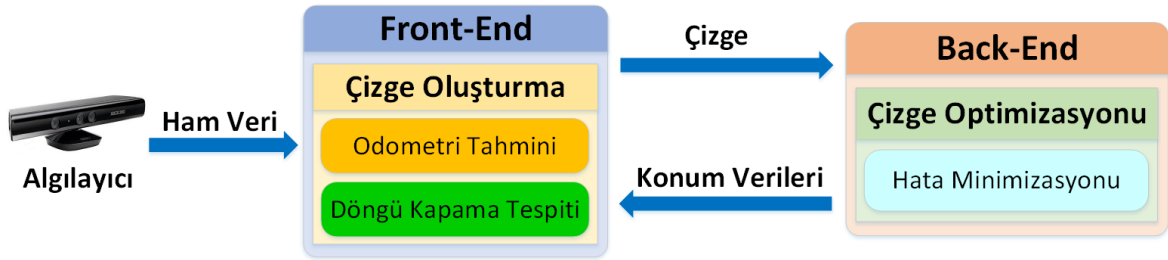 Algılayıcı
Ham Veri
Front-End
Çizge Oluşturma
Odometri Tahmini
Döngü Kapama Tespiti
Çizge
Konum Verileri
Back-End
Çizge Optimizasyonu
Hata Minimizasyonu